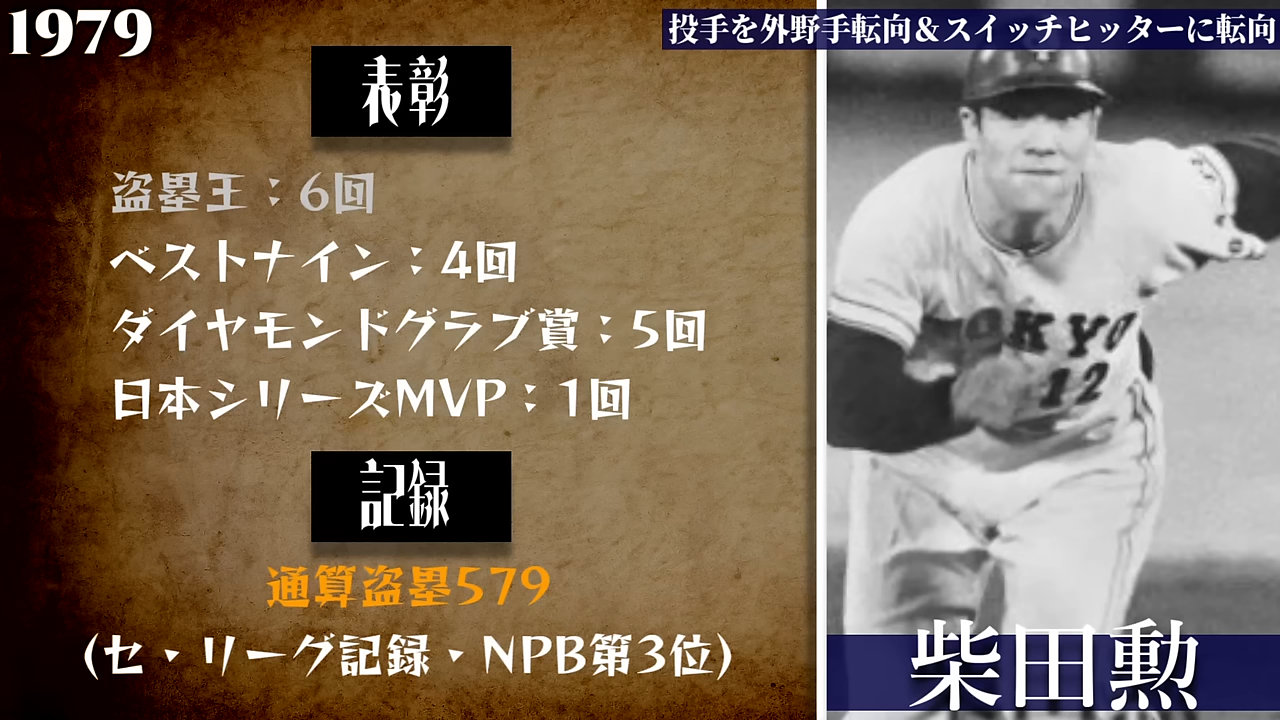 1979
投手を外野手転向&スイッチヒッターに転向
表彰
盗塁王：6回
ベストナイン：4回
ダイヤモンドグラブ賞：5回
日本シリーズMVP：1回
記録
通算盗塁579
(セ・リーグ記録・NPB第3位)
TOKYO
12
柴田勲